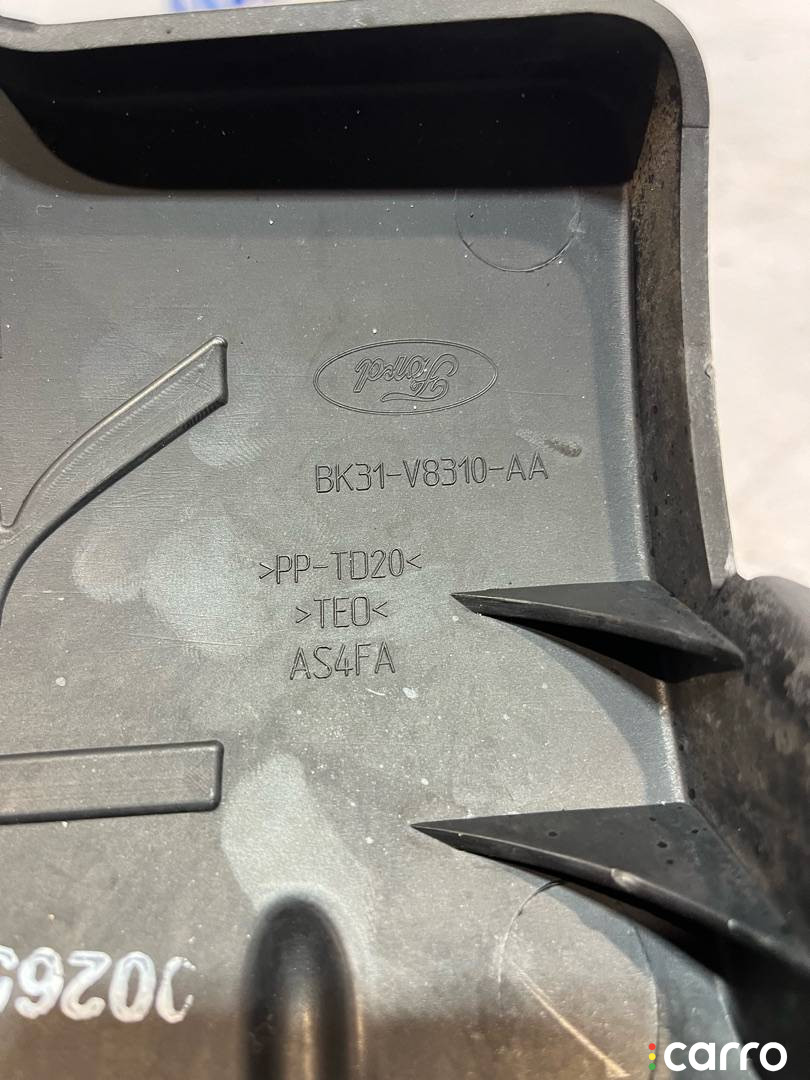 Ford
BK31-V8310-AA
>PP-TD20<
>TEO<
AS4FA
carro